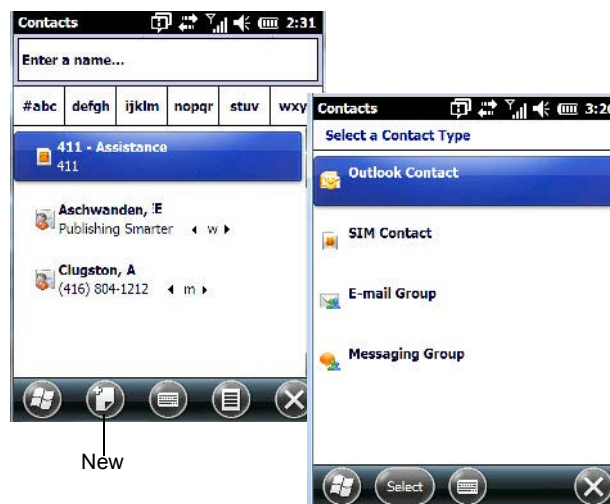 Contacts 2:31
Enter a name...
#abc defgh ijklm nopqr stuv wxy
411 - Assistance
411
Aschwanden, E
Publishing Smarter w
Clugston, A
(416) 804-1212 m
New
Contacts 3:20
Select a Contact Type
Outlook Contact
SIM Contact
E-mail Group
Messaging Group
Select